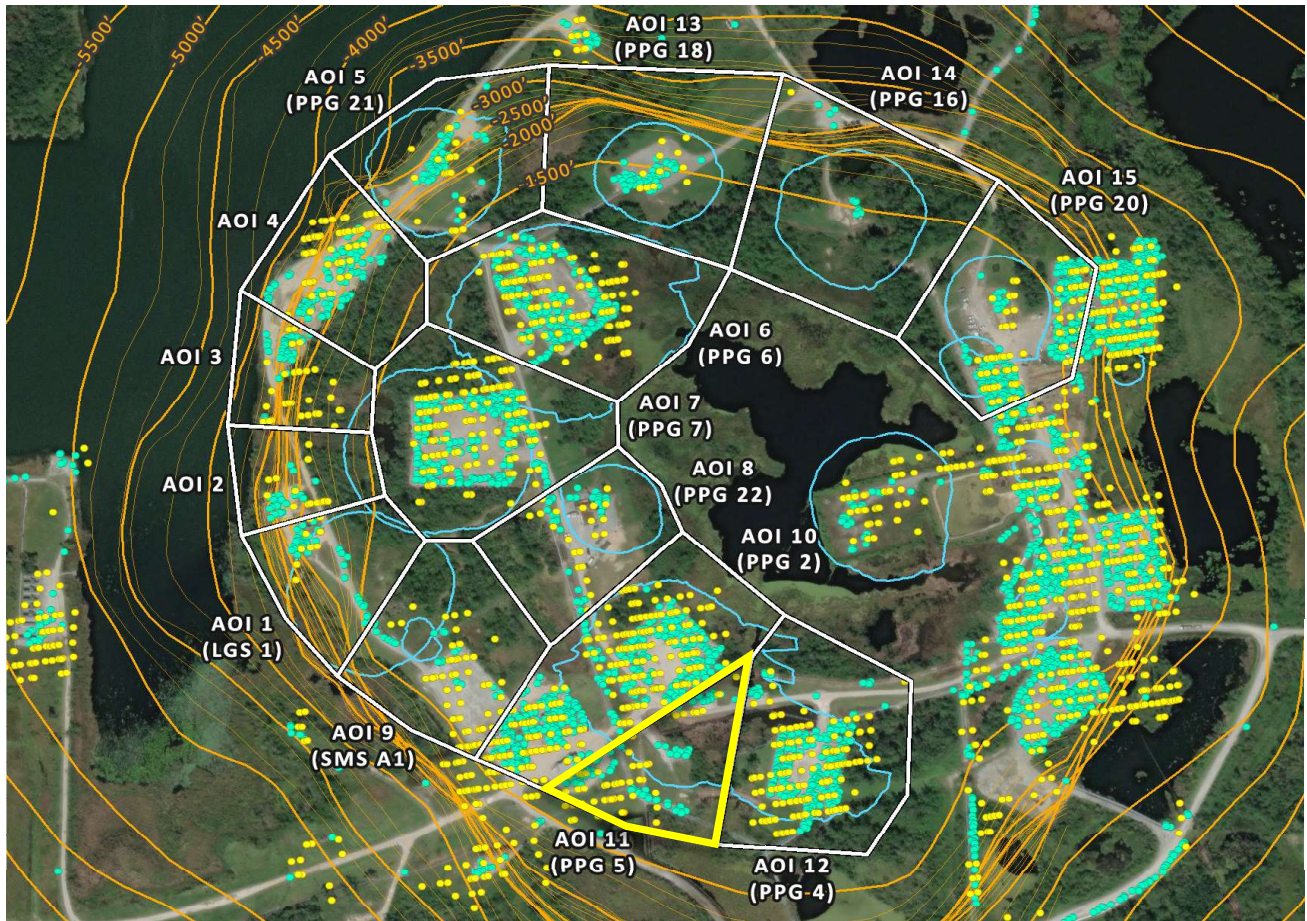 -5500'
-5000'
-4500'
-4000'
-3500'
-3000'
-2500'
-2000'
-1500'
AOI 13
(PPG 18)
AOI 5
(PPG 21)
AOI 14
(PPG 16)
AOI 15
(PPG 20)
AOI 4
AOI 3
AOI 6
(PPG 6)
AOI 7
(PPG 7)
AOI 2
AOI 8
(PPG 22)
AOI 10
(PPG 2)
AOI 1
(LGS 1)
AOI 9
(SMS A1)
AOI 11
(PPG 5)
AOI 12
(PPG 4)